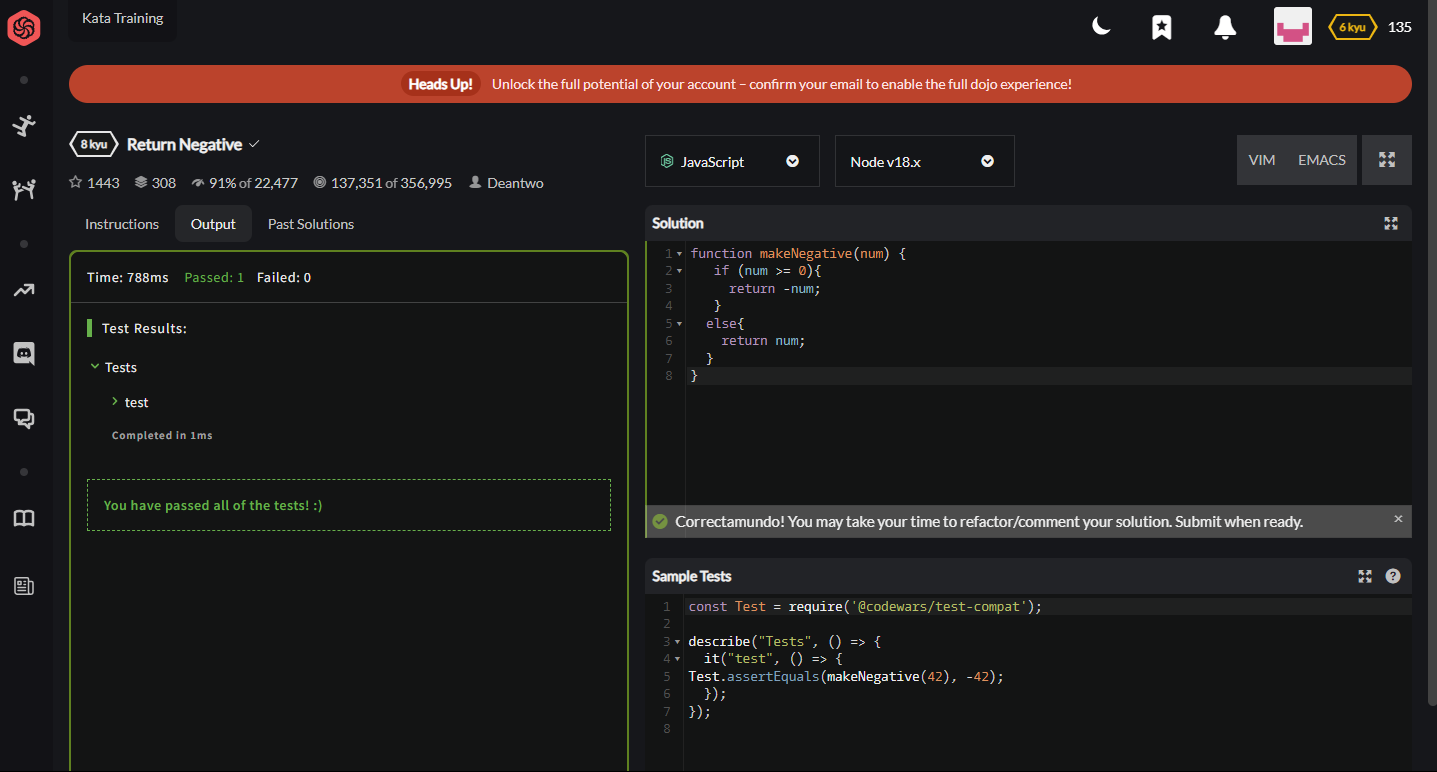 Kata Training
6 kyu 135
Heads Up! Unlock the full potential of your account – confirm your email to enable the full dojo experience!
8 kyu Return Negative
1443 308 91% of 22,477 137,351 of 356,995 Deantwo
JavaScript Node v18.x VIM EMACS
Instructions Output Past Solutions
Time: 788ms Passed: 1 Failed: 0
Test Results:
Tests
test
Completed in 1ms
You have passed all of the tests! :)
Solution
1 function makeNegative(num) {
2 if (num >= 0){
3 return -num;
4 }
5 else{
6 return num;
7 }
8 }
Correctamundo! You may take your time to refactor/comment your solution. Submit when ready.
Sample Tests
1 const Test = require('@codewars/test-compat');
2
3 describe("Tests", () => {
4 it("test", () => {
5 Test.assertEquals(makeNegative(42), -42);
6 });
7 });
8